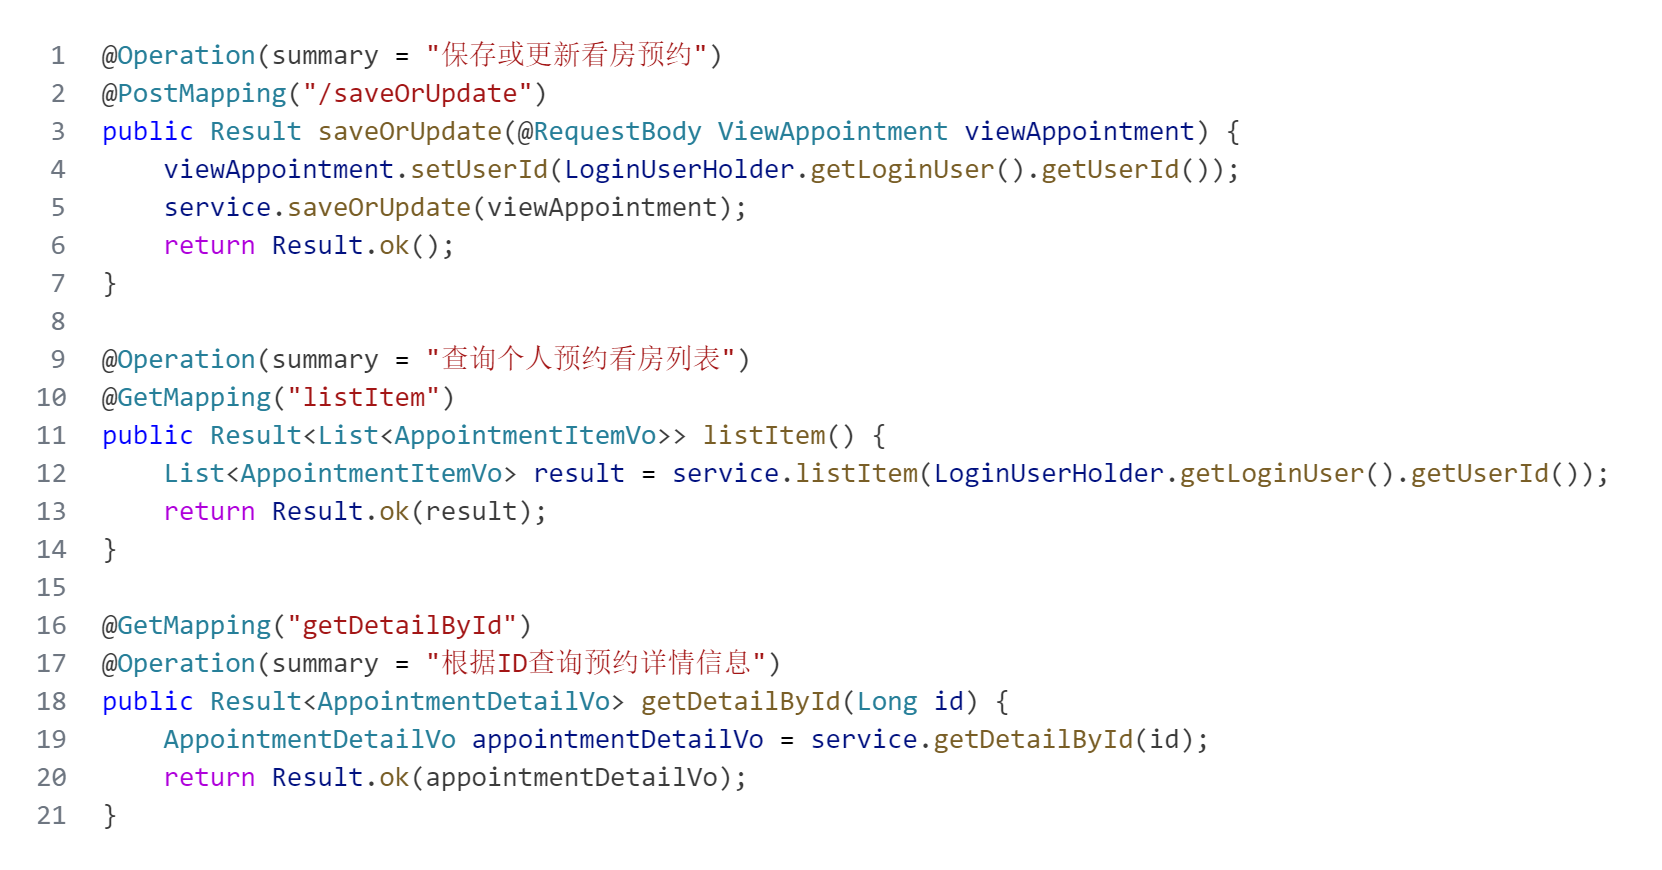 1 @Operation(summary = "保存或更新看房预约")
2 @PostMapping("/saveOrUpdate")
3 public Result saveOrUpdate(@RequestBody ViewAppointment viewAppointment) {
4     viewAppointment.setUserId(LoginUserHolder.getLoginUser().getUserId());
5     service.saveOrUpdate(viewAppointment);
6     return Result.ok();
7 }
8
9 @Operation(summary = "查询个人预约看房列表")
10 @GetMapping("listItem")
11 public Result<List<AppointmentItemVo>> listItem() {
12     List<AppointmentItemVo> result = service.listItem(LoginUserHolder.getLoginUser().getUserId());
13     return Result.ok(result);
14 }
15
16 @GetMapping("getDetailById")
17 @Operation(summary = "根据ID查询预约详情信息")
18 public Result<AppointmentDetailVo> getDetailById(Long id) {
19     AppointmentDetailVo appointmentDetailVo = service.getDetailById(id);
20     return Result.ok(appointmentDetailVo);
21 }